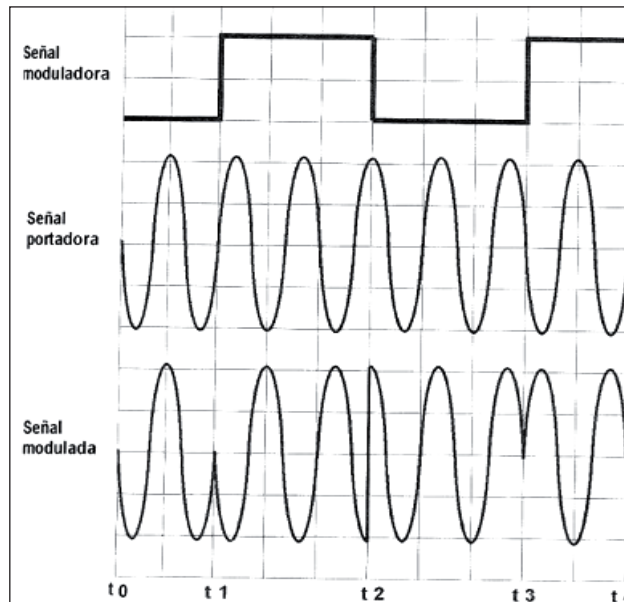 Señal
moduladora
Señal
portadora
Señal
modulada
t 0 t 1 t 2 t 3 t